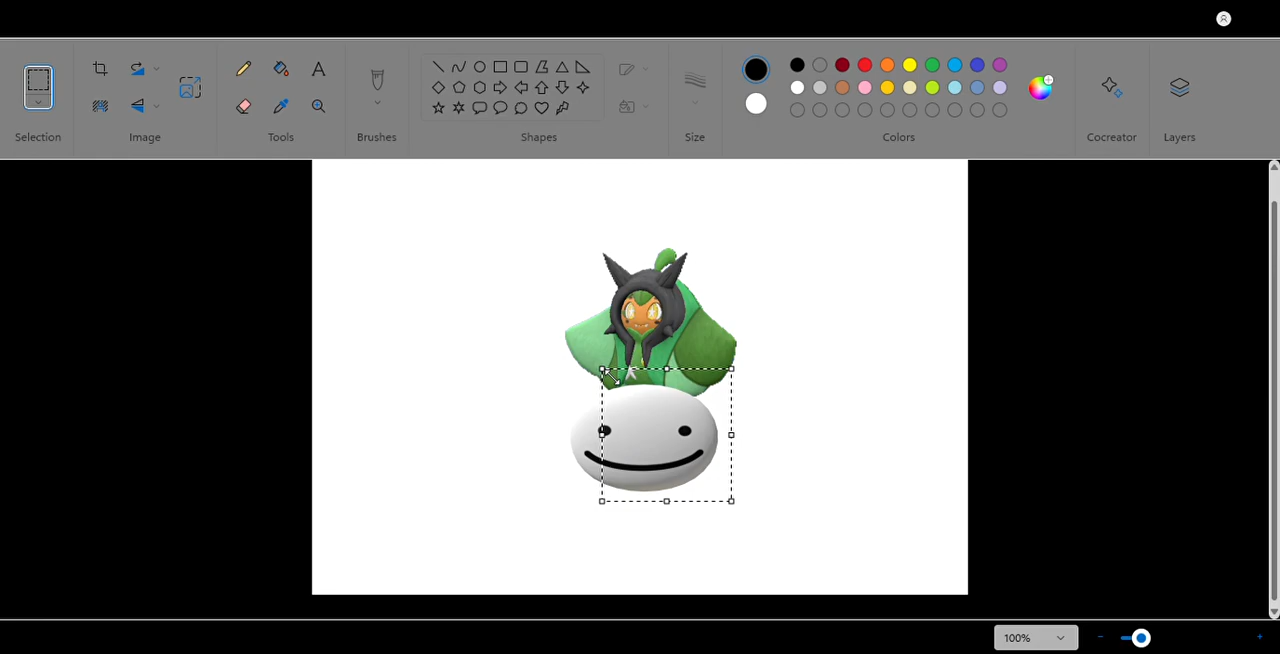 Selection
Image
Tools
Brushes
Shapes
Size
Colors
Cocreator
Layers
100%